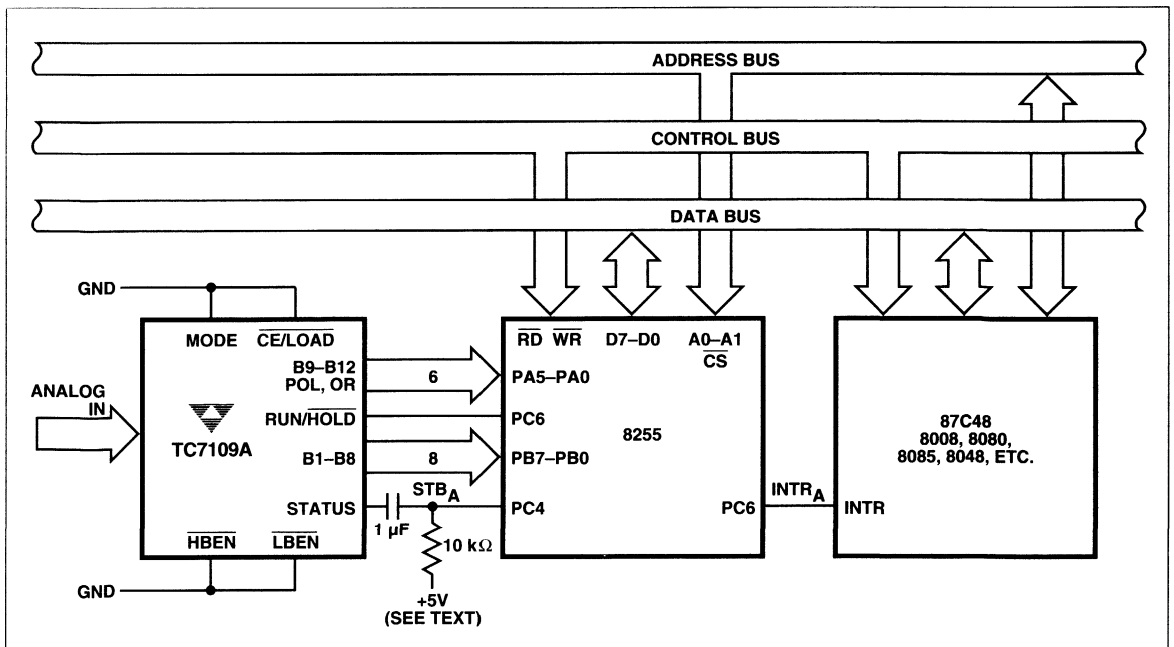 ADDRESS BUS
CONTROL BUS
DATA BUS
GND
MODE
CE/LOAD
RD WR
D7–D0
A0–A1
CS
B9–B12
POL, OR
6
PA5–PA0
ANALOG
IN
RUN/HOLD
PC6
TC7109A
8255
87C48
8008, 8080,
8085, 8048, ETC.
B1–B8
8
PB7–PB0
STATUS
STBA
1 µF
PC4
PC6
INTRA
INTR
HBEN
LBEN
10 kΩ
GND
+5V
(SEE TEXT)